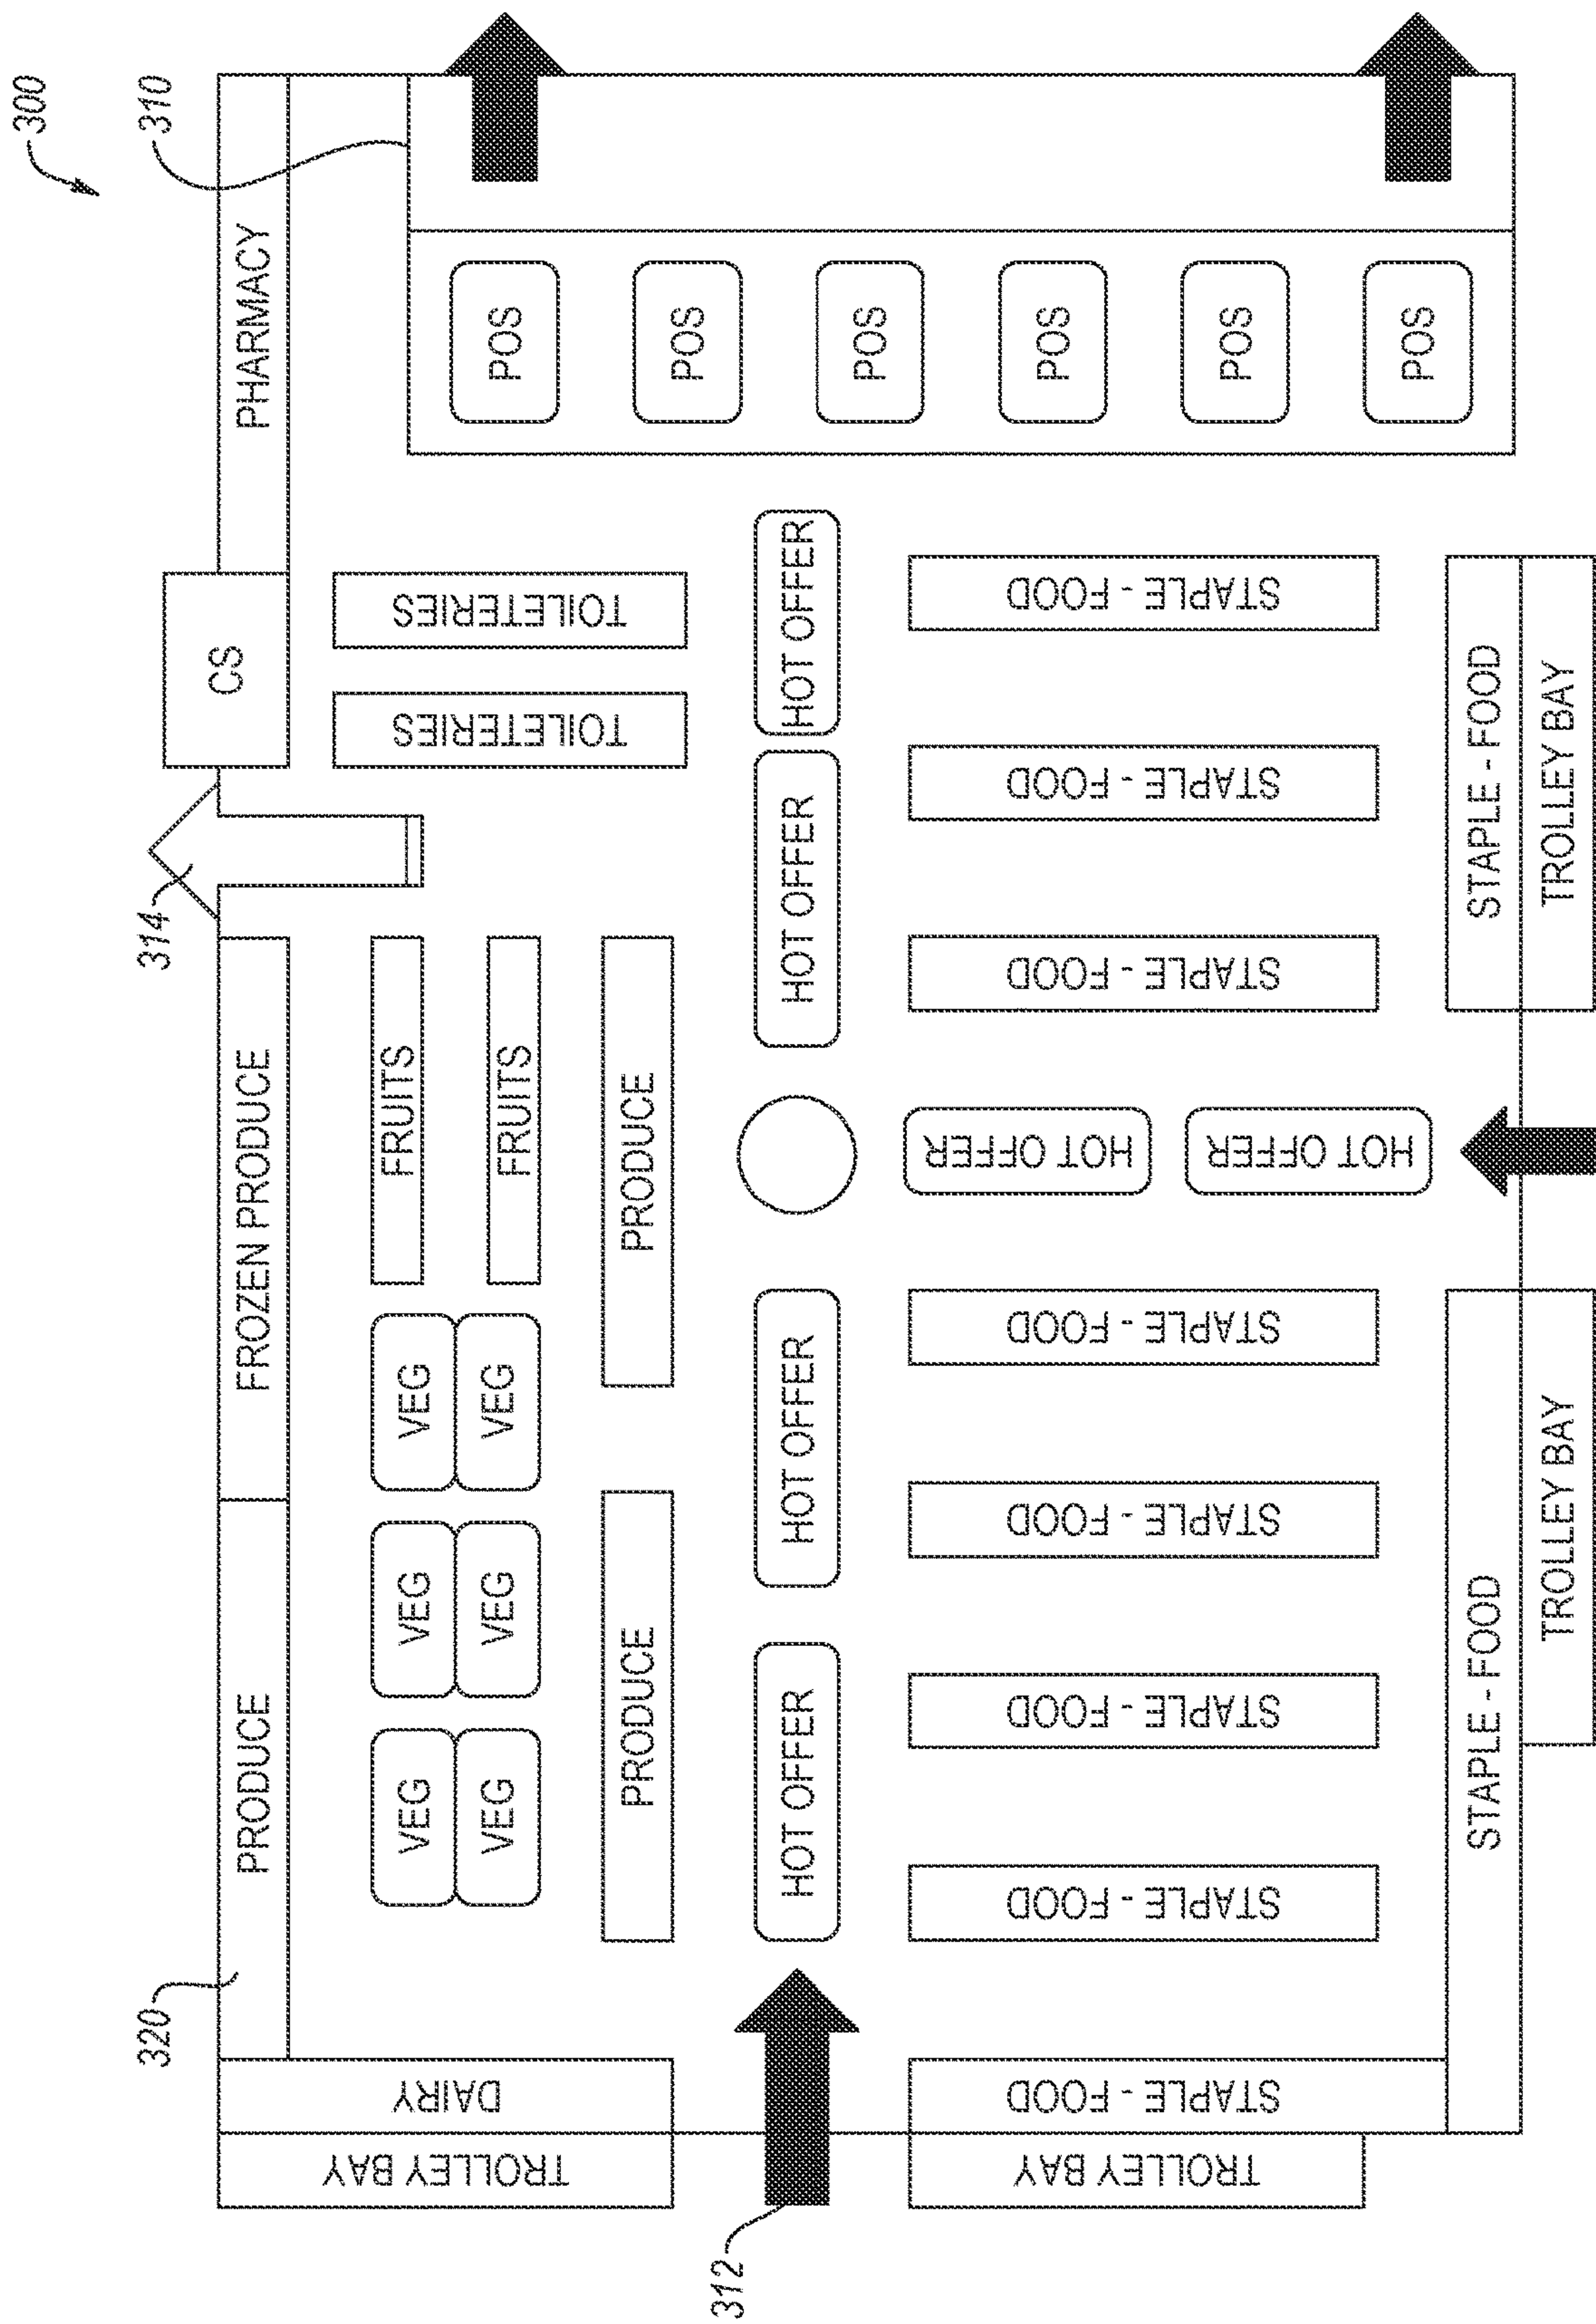 300
320
314
310
CS
PRODUCE
FROZEN PRODUCE
PHARMACY
TROLLEY BAY
DAIRY
VEG
VEG
VEG
FRUITS
VEG
VEG
VEG
FRUITS
TOILETERIES
TOILETERIES
PRODUCE
PRODUCE
POS
POS
POS
POS
POS
POS
312
HOT OFFER
HOT OFFER
HOT OFFER
HOT OFFER
TROLLEY BAY
STAPLE - FOOD
STAPLE - FOOD
STAPLE - FOOD
STAPLE - FOOD
STAPLE - FOOD
HOT OFFER
HOT OFFER
STAPLE - FOOD
STAPLE - FOOD
STAPLE - FOOD
STAPLE - FOOD
STAPLE - FOOD
TROLLEY BAY
TROLLEY BAY